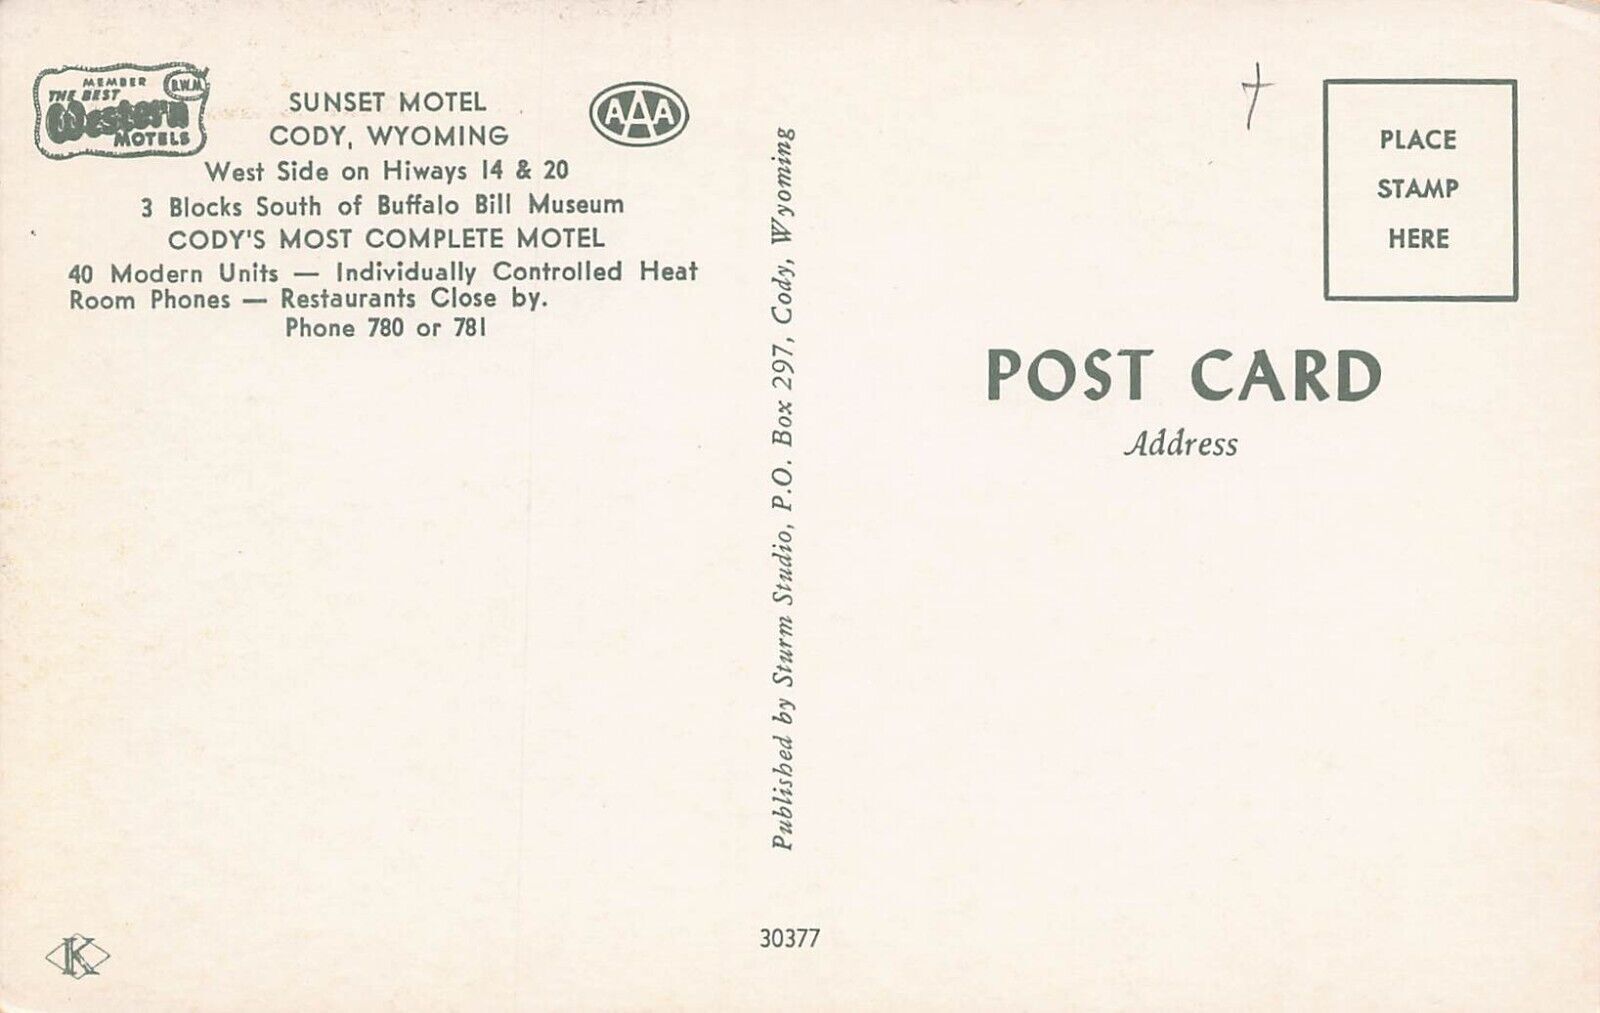 MEMBER
THE BEST
Western
MOTELS
B.W.M.
SUNSET MOTEL
CODY, WYOMING
AAA
West Side on Hiways 14 & 20
3 Blocks South of Buffalo Bill Museum
CODY'S MOST COMPLETE MOTEL
40 Modern Units — Individually Controlled Heat
Room Phones — Restaurants Close by.
Phone 780 or 781
Published by Sturm Studio, P.O. Box 297, Cody, Wyoming
PLACE
STAMP
HERE
POST CARD
Address
30377
K